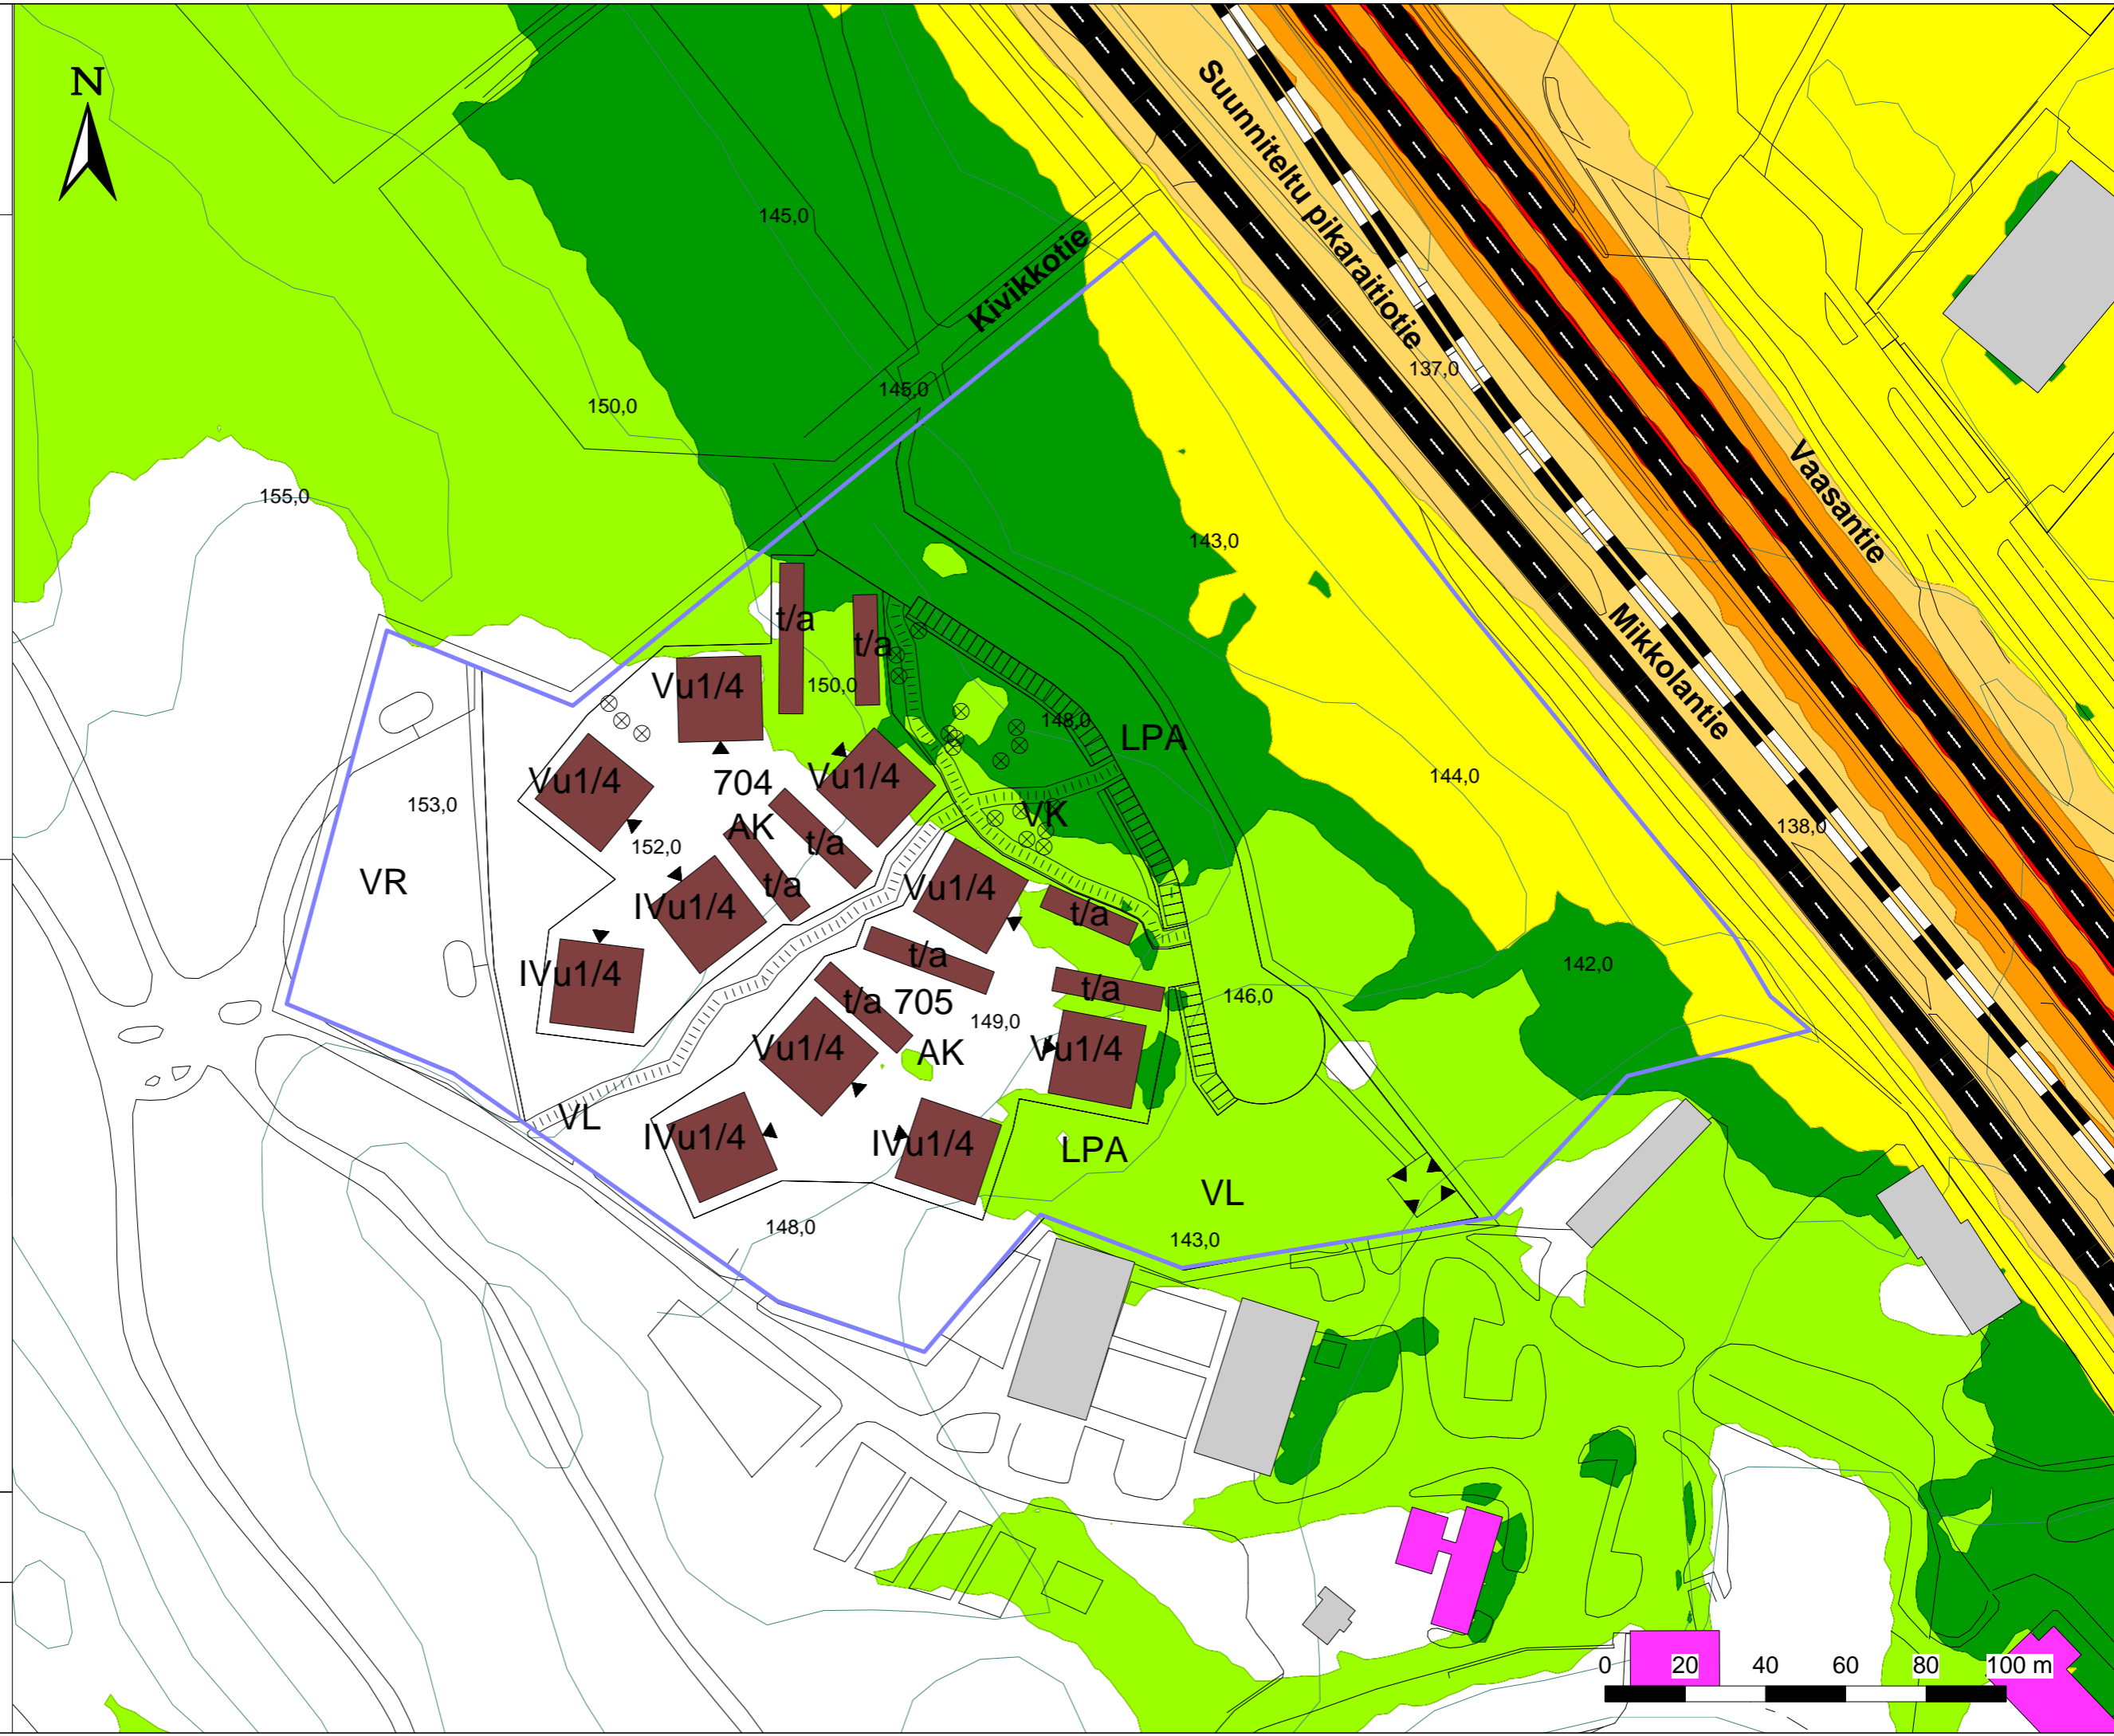 N
Suunniteltu pikaraitiotie
145,0
Kivikkotie
137,0
145,0
150,0
Vaasantie
155,0
143,0
t/a
t/a
Mikkolantie
Vu1/4
150,0
148,0
LPA
Vu1/4
704
Vu1/4
144,0
153,0
VK
138,0
AK
t/a
152,0
VR
t/a
Vu1/4
IVu1/4
t/a
t/a
142,0
IVu1/4
t/a
705
t/a
146,0
149,0
Vu1/4
AK
Vu1/4
VL
IVu1/4
IVu1/4
LPA
VL
148,0
143,0
0 20 40 60 80 100 m